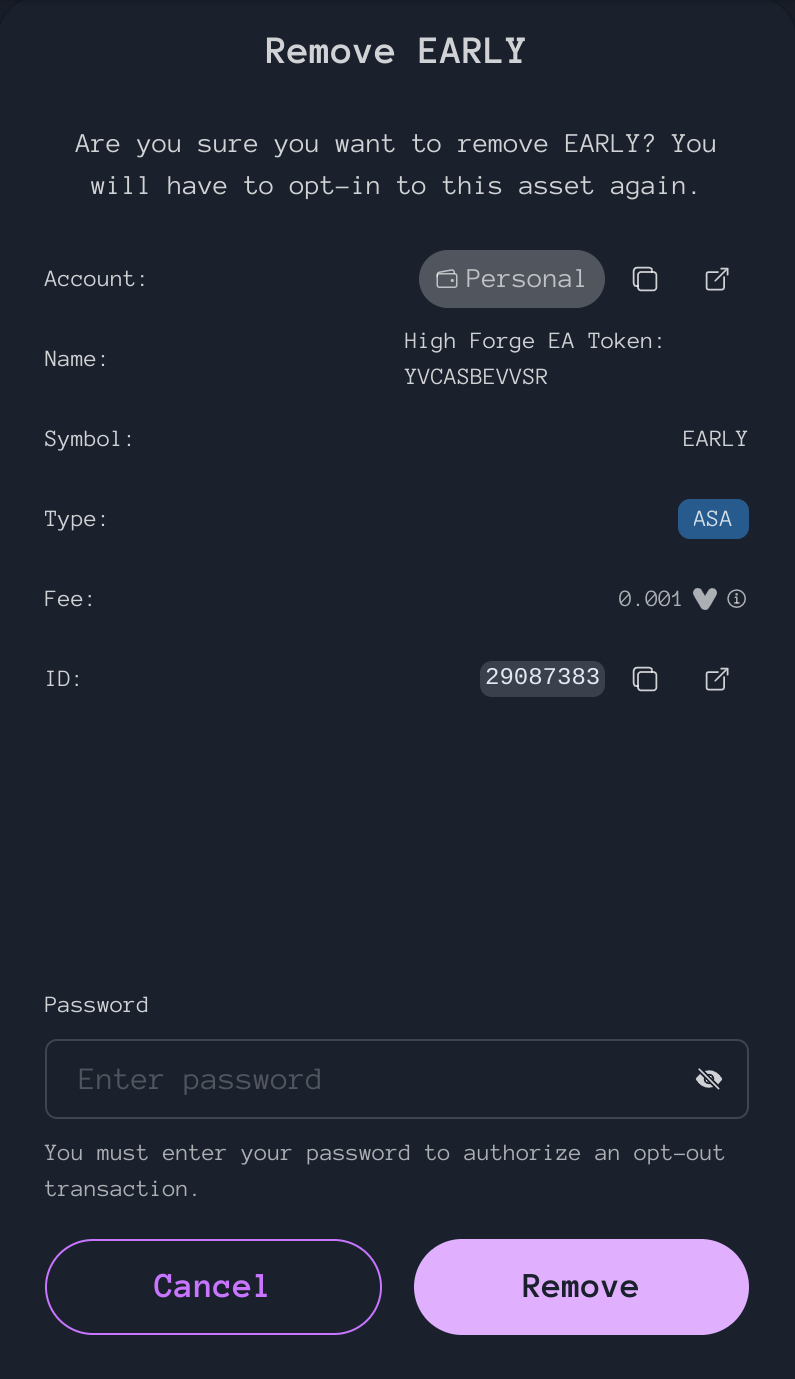 Remove EARLY
Are you sure you want to remove EARLY? You
will have to opt-in to this asset again.
Account:
Personal
Name:
High Forge EA Token:
YVCASBEVVSR
Symbol:
EARLY
Type:
ASA
Fee:
0.001
ID:
29087383
Password
Enter password
You must enter your password to authorize an opt-out
transaction.
Cancel
Remove